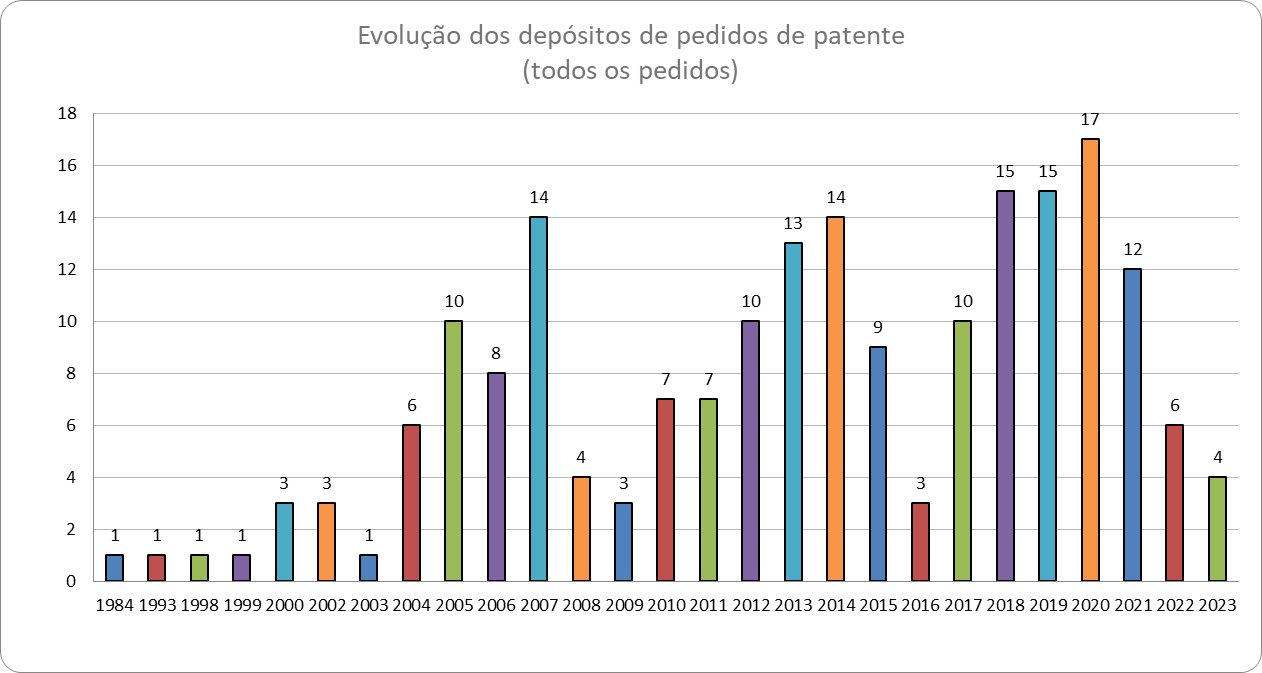 Evolução dos depósitos de pedidos de patente
(todos os pedidos)
18
16
14
12
10
8
6
4
2
0
1 1 1 1 3 3 1 6 10 8 14 4 3 7 7 10 13 14 9 3 10 15 15 17 12 6 4
1984 1993 1998 1999 2000 2002 2003 2004 2005 2006 2007 2008 2009 2010 2011 2012 2013 2014 2015 2016 2017 2018 2019 2020 2021 2022 2023